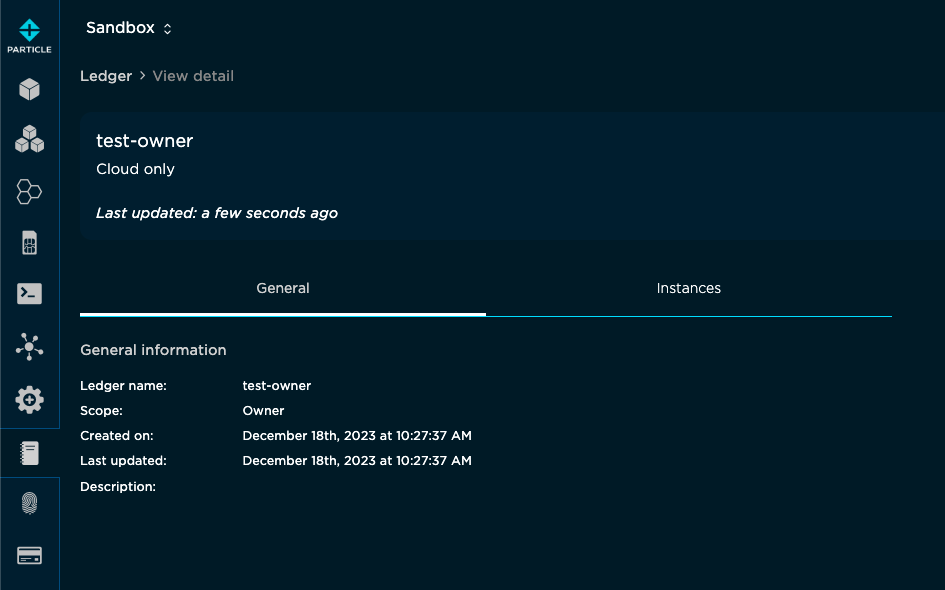 PARTICLE
Sandbox
Ledger > View detail
test-owner
Cloud only
Last updated: a few seconds ago
General Instances
General information
Ledger name: test-owner
Scope: Owner
Created on: December 18th, 2023 at 10:27:37 AM
Last updated: December 18th, 2023 at 10:27:37 AM
Description: